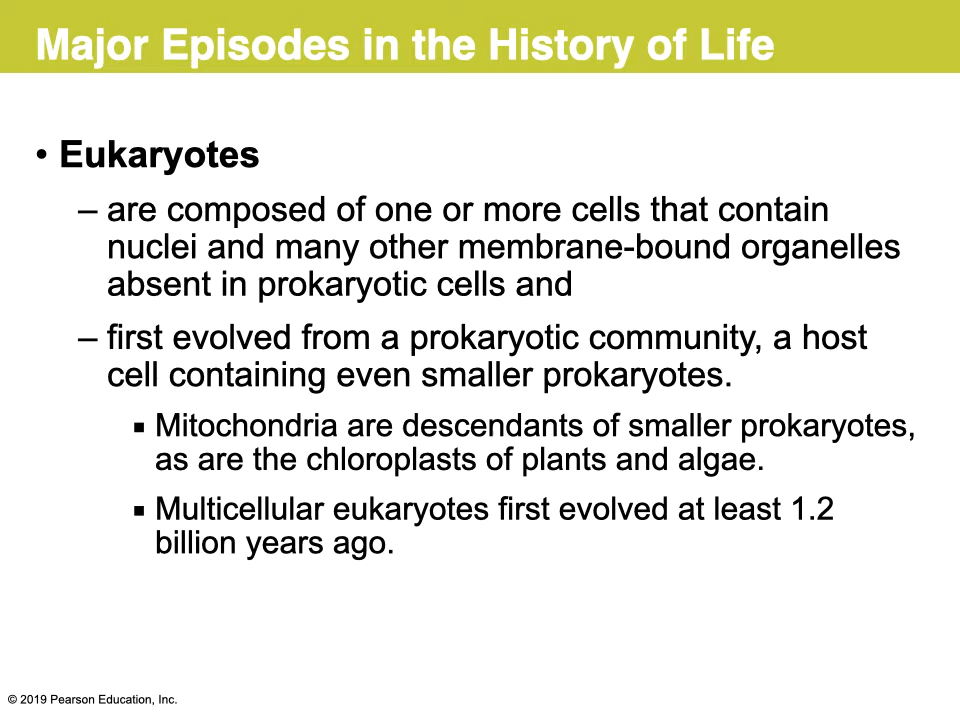 Major Episodes in the History of Life
• Eukaryotes
– are composed of one or more cells that contain
nuclei and many other membrane-bound organelles
absent in prokaryotic cells and
– first evolved from a prokaryotic community, a host
cell containing even smaller prokaryotes.
▪ Mitochondria are descendants of smaller prokaryotes,
as are the chloroplasts of plants and algae.
▪ Multicellular eukaryotes first evolved at least 1.2
billion years ago.
© 2019 Pearson Education, Inc.